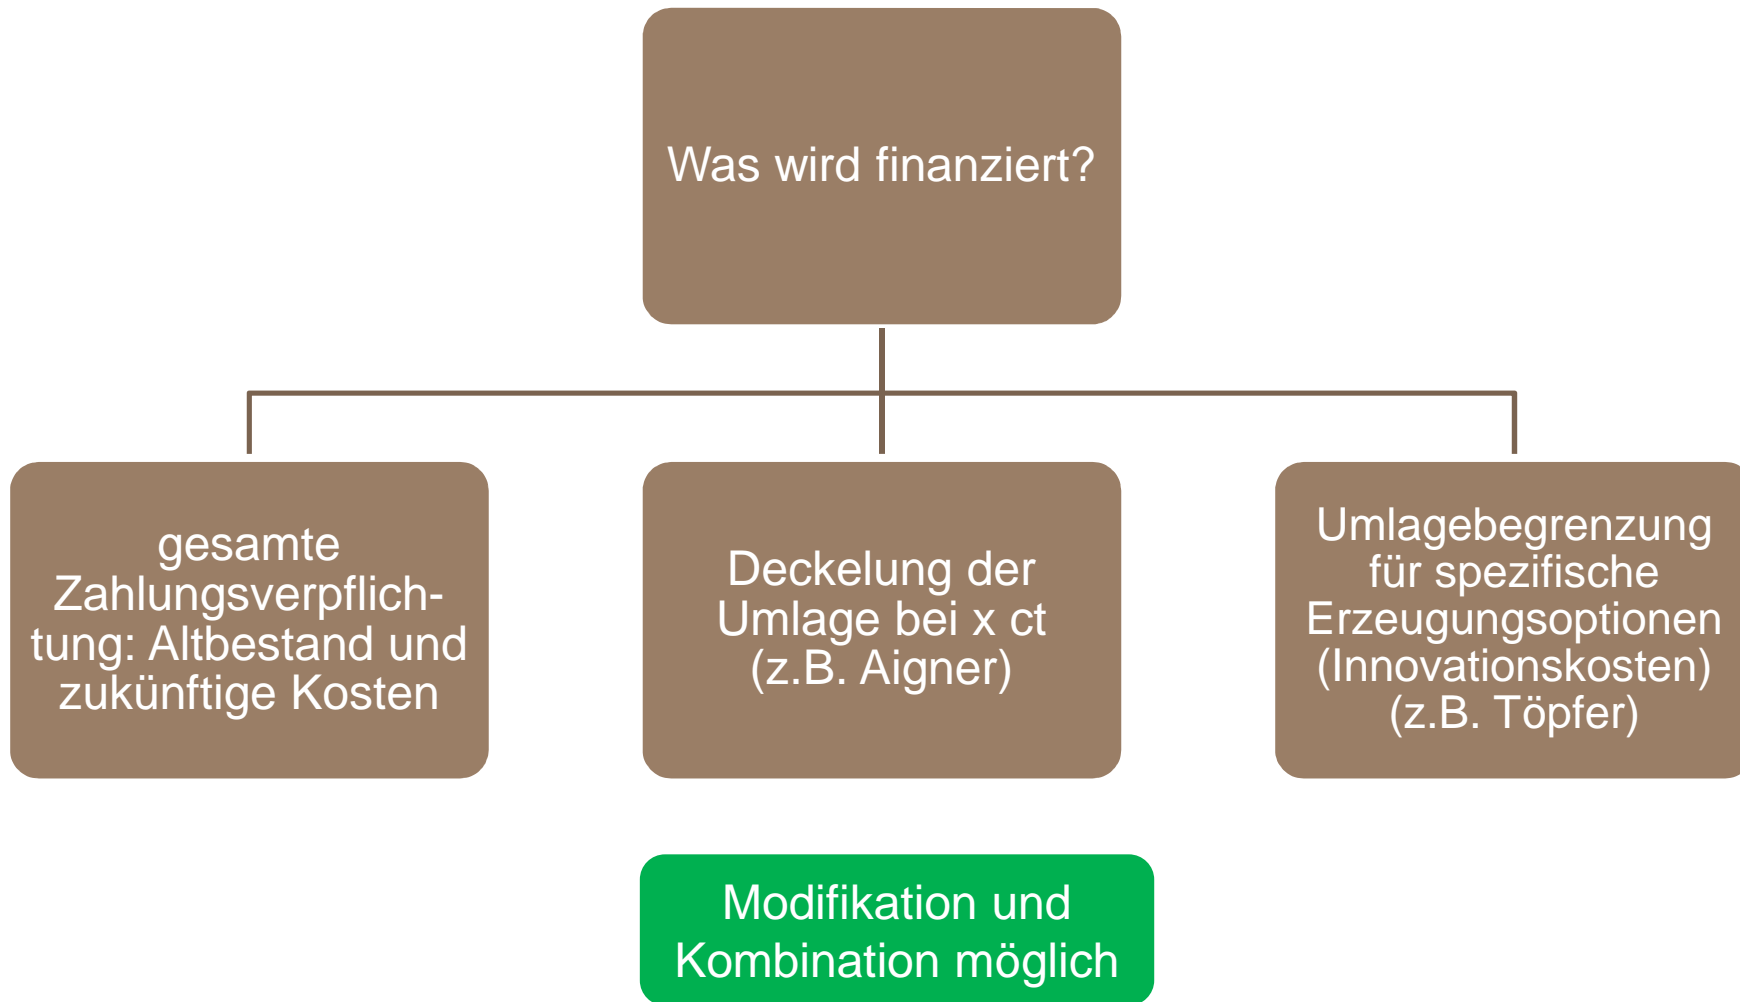 Was wird finanziert?
gesamte
Zahlungsverpflich-
tung: Altbestand und
zukünftige Kosten
Deckelung der
Umlage bei x ct
(z.B. Aigner)
Umlagebegrenzung
für spezifische
Erzeugungsoptionen
(Innovationskosten)
(z.B. Töpfer)
Modifikation und
Kombination möglich